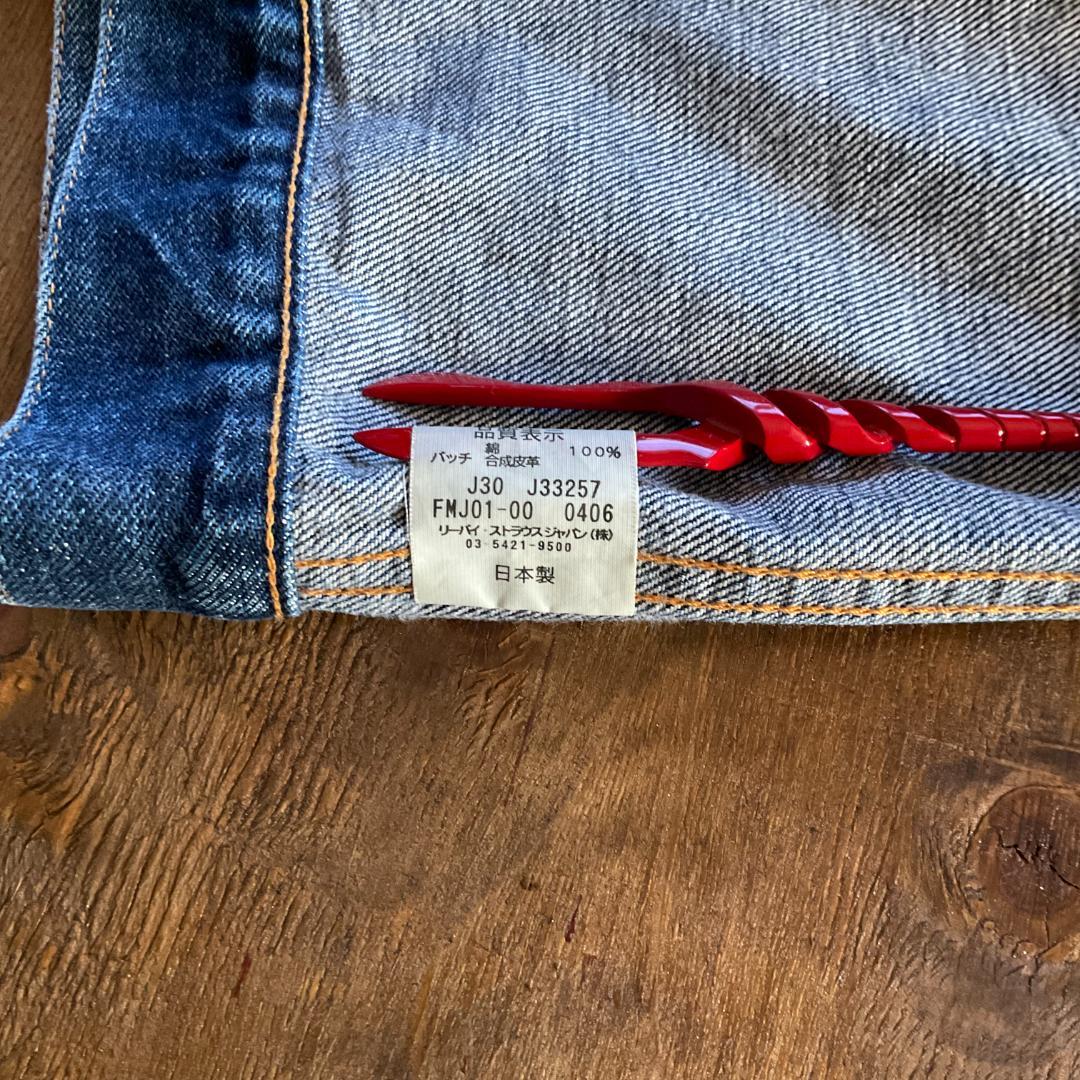 品質表示
綿 100%
パッチ 合成皮革
J30 J33257
FMJ01-00 0406
リーバイ・ストラウスジャパン(株)
03-5421-9500
日本製